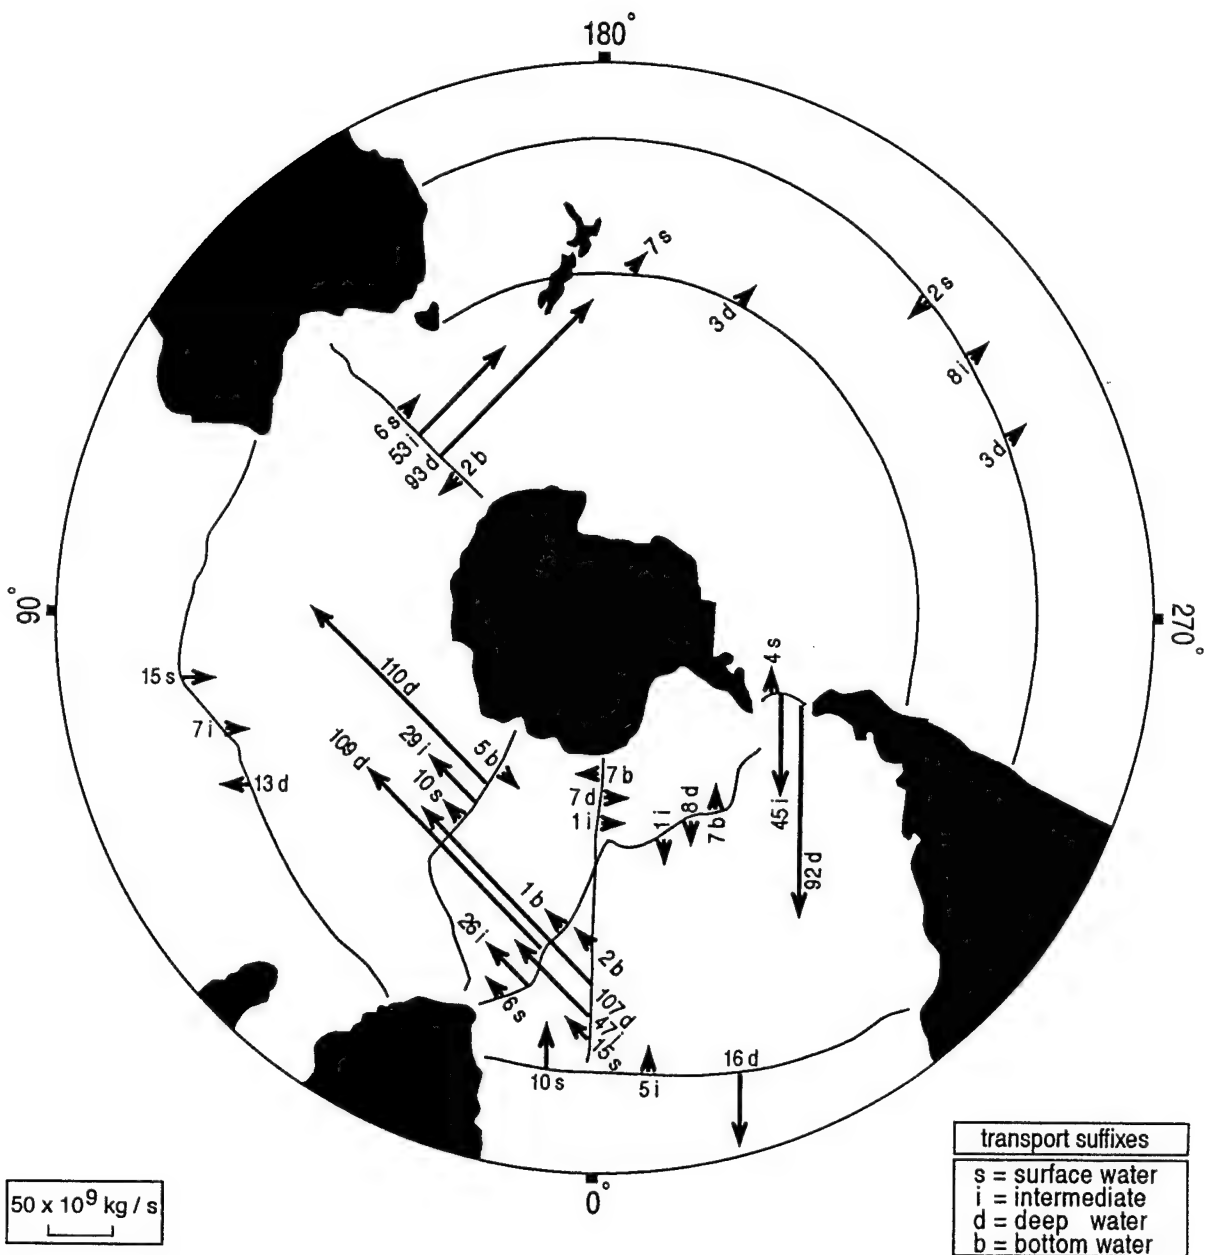 180°
7 s
3 d
2 s
8 i
3 d
6 s
53 i
93 d
2 b
90°
270°
4 s
15 s
7 i
13 d
110 d
29 i
109 d
10 s
5 b
7 b
7 d
1 i
1 i
8 d
7 b
45 i
92 d
1 b
26 i
6 s
2 b
107 d
47 i
15 s
10 s
5 i
16 d
0°
50 x 10⁹ kg / s
transport suffixes
s = surface water
i = intermediate
d = deep water
b = bottom water